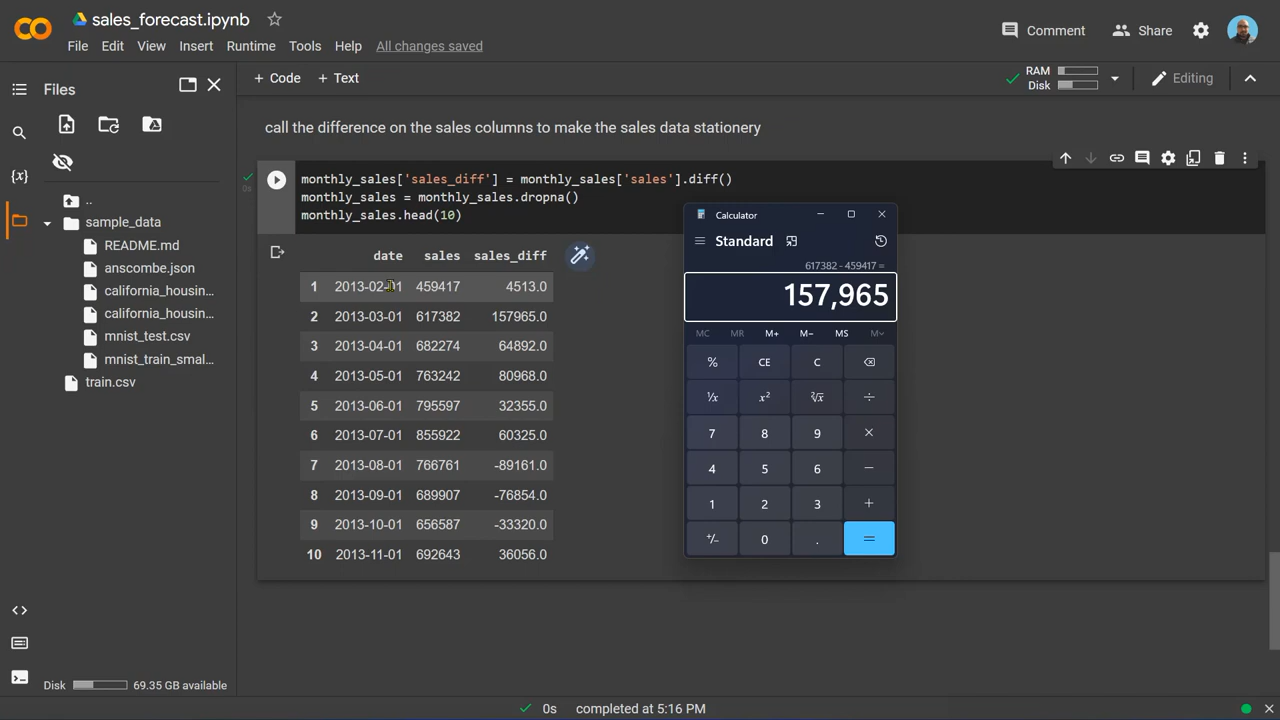 sales_forecast.ipynb
File Edit View Insert Runtime Tools Help All changes saved
Comment Share
Files
+ Code + Text
RAM
Disk
Editing
call the difference on the sales columns to make the sales data stationery
{x}
..
sample_data
README.md
anscombe.json
california_housin...
california_housin...
mnist_test.csv
mnist_train_smal...
train.csv
0s
monthly_sales['sales_diff'] = monthly_sales['sales'].diff()
monthly_sales = monthly_sales.dropna()
monthly_sales.head(10)
date sales sales_diff
1 2013-02-01 459417 4513.0
2 2013-03-01 617382 157965.0
3 2013-04-01 682274 64892.0
4 2013-05-01 763242 80968.0
5 2013-06-01 795597 32355.0
6 2013-07-01 855922 60325.0
7 2013-08-01 766761 -89161.0
8 2013-09-01 689907 -76854.0
9 2013-10-01 656587 -33320.0
10 2013-11-01 692643 36056.0
Calculator
Standard
617382 - 459417 =
157,965
MC MR M+ M− MS M˅
% CE C
¹/x x² ²√x ÷
7 8 9 ×
4 5 6 −
1 2 3 +
+/− 0 . =
Disk 69.35 GB available
0s completed at 5:16 PM